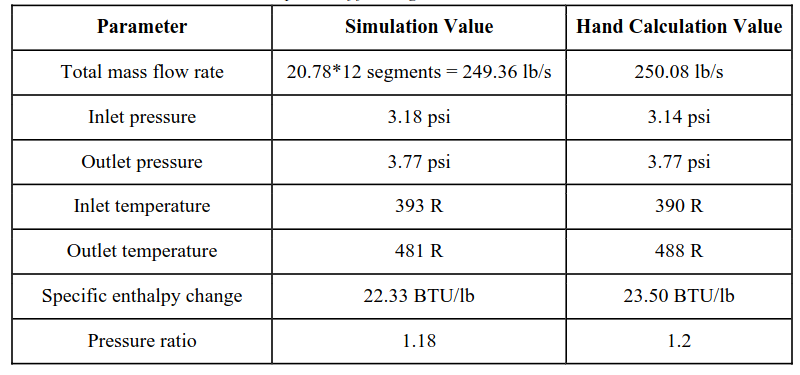 Parameter Simulation Value Hand Calculation Value
Total mass flow rate 20.78*12 segments = 249.36 lb/s 250.08 lb/s
Inlet pressure 3.18 psi 3.14 psi
Outlet pressure 3.77 psi 3.77 psi
Inlet temperature 393 R 390 R
Outlet temperature 481 R 488 R
Specific enthalpy change 22.33 BTU/lb 23.50 BTU/lb
Pressure ratio 1.18 1.2